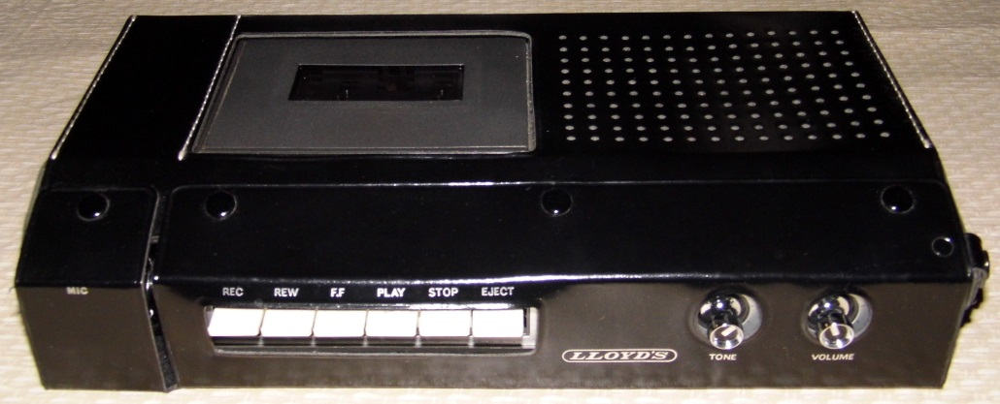 MIC
REC REW F.F PLAY STOP EJECT
LLOYD'S
TONE VOLUME